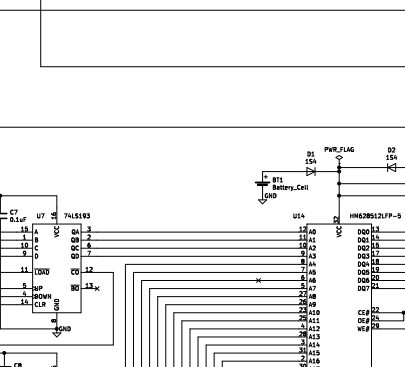 PWR_FLAG
D1
1S4
D2
1S4
BT1
Battery_Cell
GND
C7
0.1uF
U7
74LS193
VCC
16
15 A
1 B
10 C
9 D
11 LOAD
5 UP
4 DOWN
14 CLR
QA 3
QB 2
QC 6
QD 7
CO 12
BO 13
GND
8
GND
C8
U14
HM628512LFP-5
VCC
32
12 A0
11 A1
10 A2
9 A3
8 A4
7 A5
6 A6
5 A7
27 A8
26 A9
23 A10
25 A11
4 A12
28 A13
3 A14
31 A15
2 A16
DQ0 13
DQ1 14
DQ2 15
DQ3 17
DQ4 18
DQ5 19
DQ6 20
DQ7 21
CE# 22
OE# 24
WE# 29